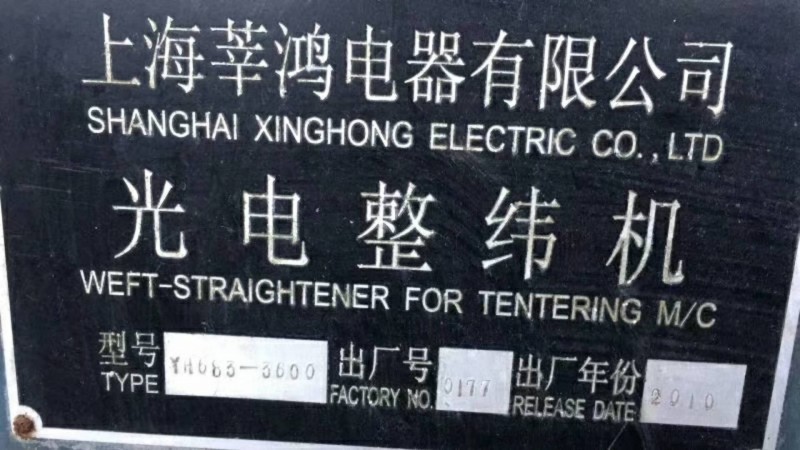 上海莘鸿电器有限公司
SHANGHAI XINGHONG ELECTRIC CO.,LTD
光电整纬机
WEFT-STRAIGHTENER FOR TENTERING M/C
型号 出厂号 0177 出厂年份 2010
TYPE FACTORY NO. RELEASE DATE